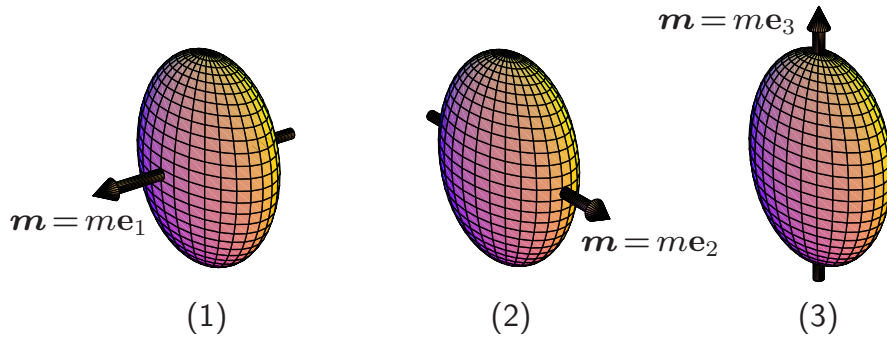 m = me₃
m = me₁
m = me₂
(1)
(2)
(3)